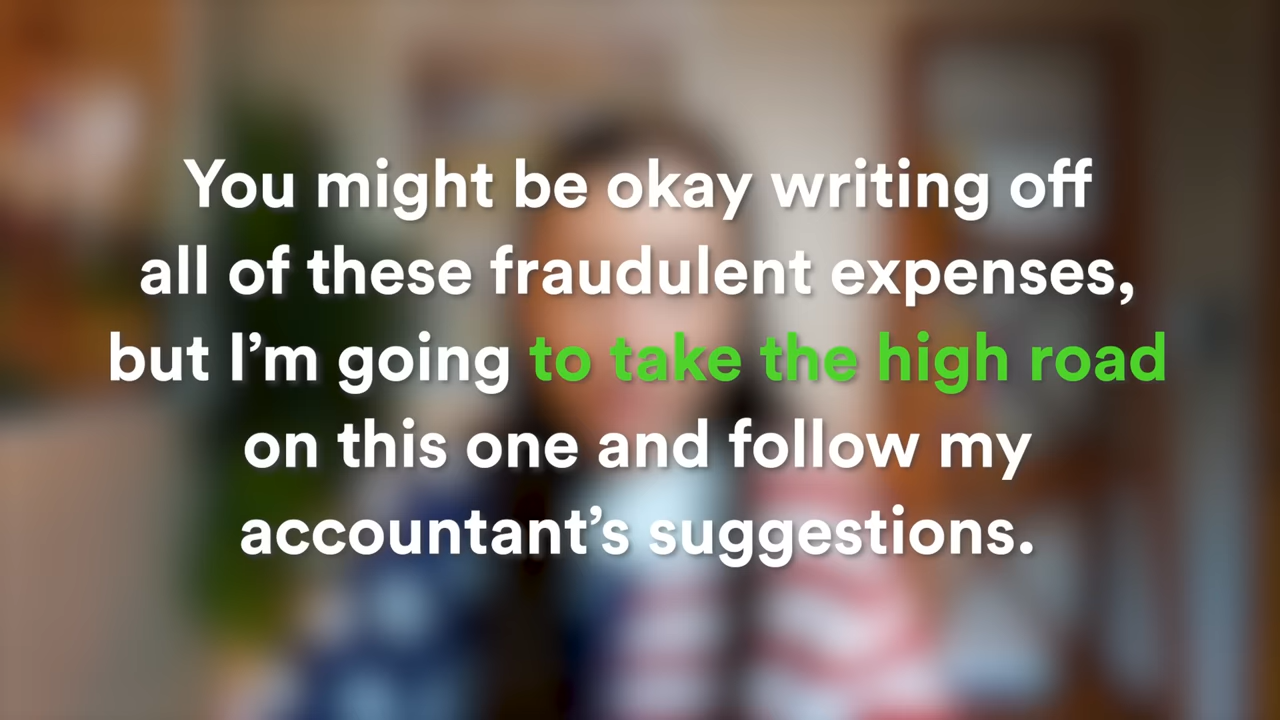 You might be okay writing off
all of these fraudulent expenses,
but I’m going to take the high road
on this one and follow my
accountant’s suggestions.